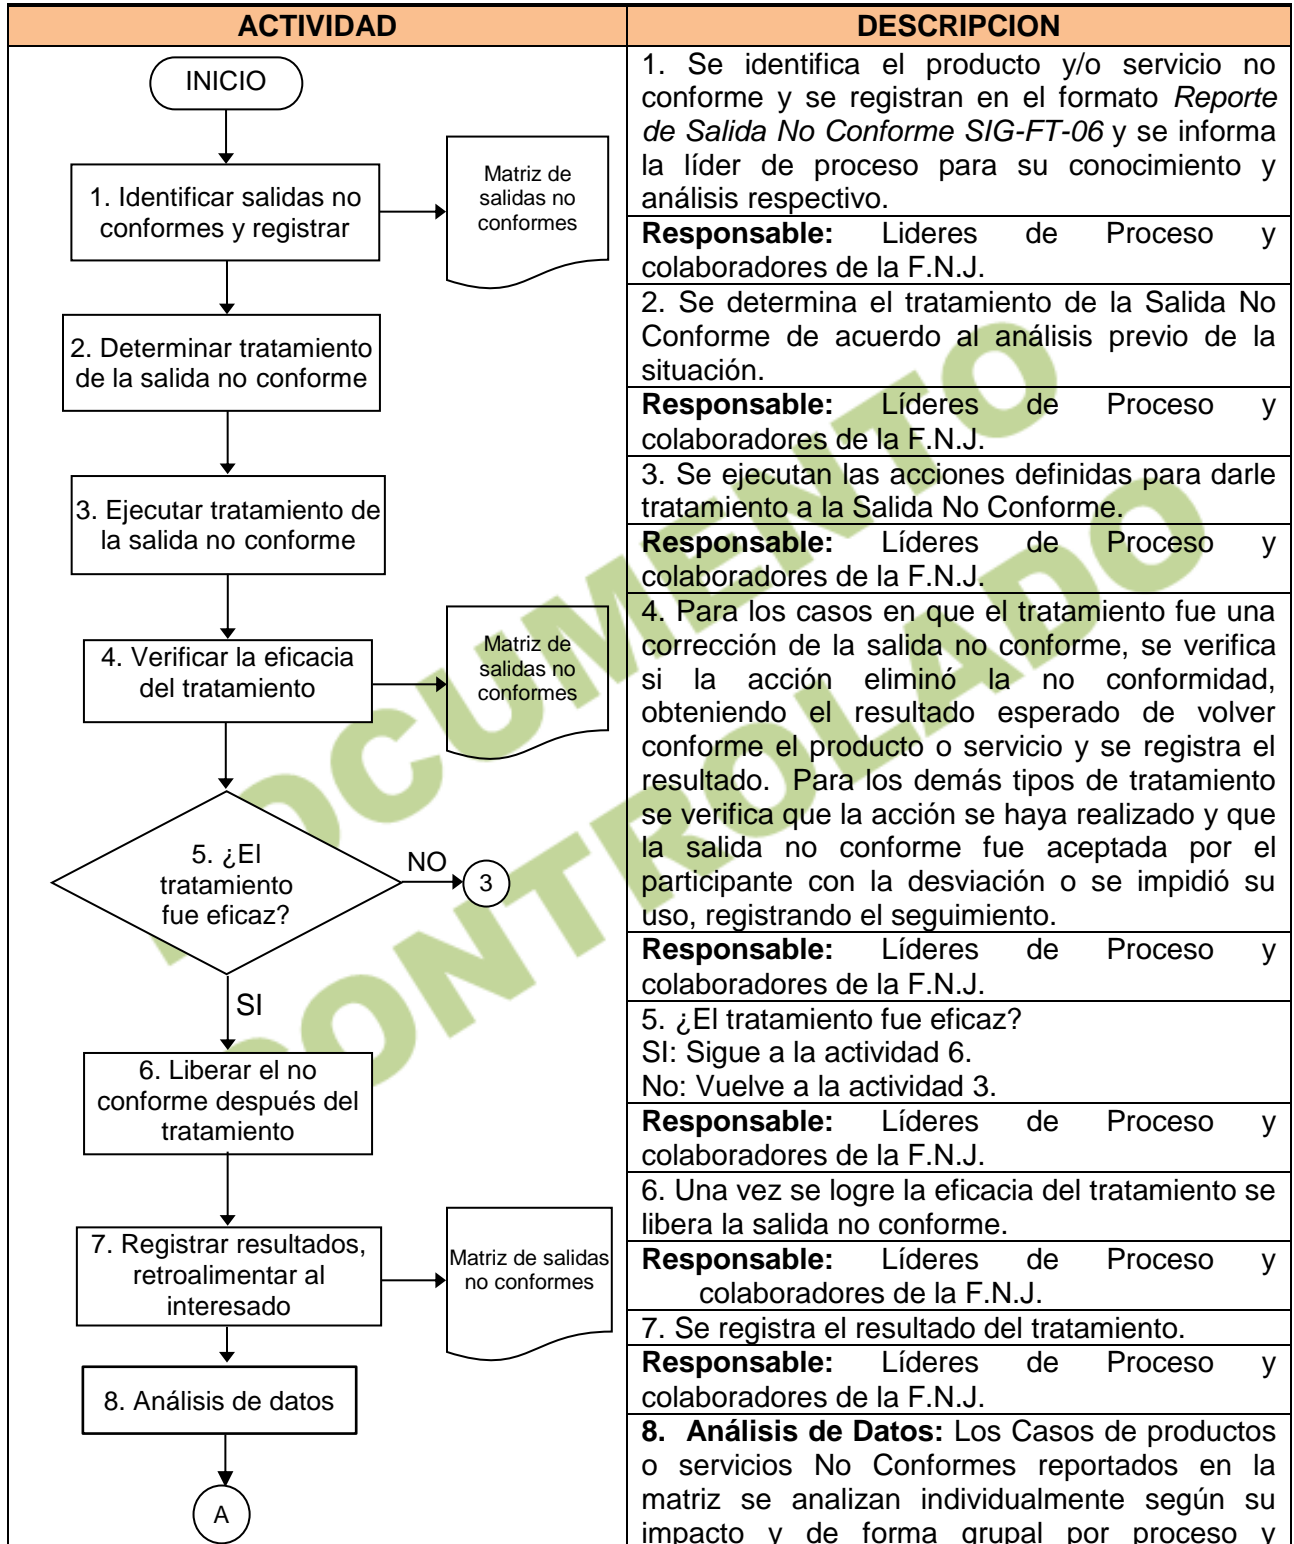 ACTIVIDAD
DESCRIPCION
INICIO
1. Identificar salidas no
conformes y registrar
Matriz de
salidas no
conformes
2. Determinar tratamiento
de la salida no conforme
3. Ejecutar tratamiento de
la salida no conforme
4. Verificar la eficacia
del tratamiento
Matriz de
salidas no
conformes
5. ¿El
tratamiento
fue eficaz?
NO
3
SI
6. Liberar el no
conforme después del
tratamiento
7. Registrar resultados,
retroalimentar al
interesado
Matriz de salidas
no conformes
8. Análisis de datos
A
1. Se identifica el producto y/o servicio no
conforme y se registran en el formato Reporte
de Salida No Conforme SIG-FT-06 y se informa
la líder de proceso para su conocimiento y
análisis respectivo.
Responsable: Lideres de Proceso y
colaboradores de la F.N.J.
2. Se determina el tratamiento de la Salida No
Conforme de acuerdo al análisis previo de la
situación.
Responsable: Líderes de Proceso y
colaboradores de la F.N.J.
3. Se ejecutan las acciones definidas para darle
tratamiento a la Salida No Conforme.
Responsable: Líderes de Proceso y
colaboradores de la F.N.J.
4. Para los casos en que el tratamiento fue una
corrección de la salida no conforme, se verifica
si la acción eliminó la no conformidad,
obteniendo el resultado esperado de volver
conforme el producto o servicio y se registra el
resultado. Para los demás tipos de tratamiento
se verifica que la acción se haya realizado y que
la salida no conforme fue aceptada por el
participante con la desviación o se impidió su
uso, registrando el seguimiento.
Responsable: Líderes de Proceso y
colaboradores de la F.N.J.
5. ¿El tratamiento fue eficaz?
SI: Sigue a la actividad 6.
No: Vuelve a la actividad 3.
Responsable: Líderes de Proceso y
colaboradores de la F.N.J.
6. Una vez se logre la eficacia del tratamiento se
libera la salida no conforme.
Responsable: Líderes de Proceso y
colaboradores de la F.N.J.
7. Se registra el resultado del tratamiento.
Responsable: Líderes de Proceso y
colaboradores de la F.N.J.
8. Análisis de Datos: Los Casos de productos
o servicios No Conformes reportados en la
matriz se analizan individualmente según su
impacto y de forma grupal por proceso y
DOCUMENTO
CONTROLADO